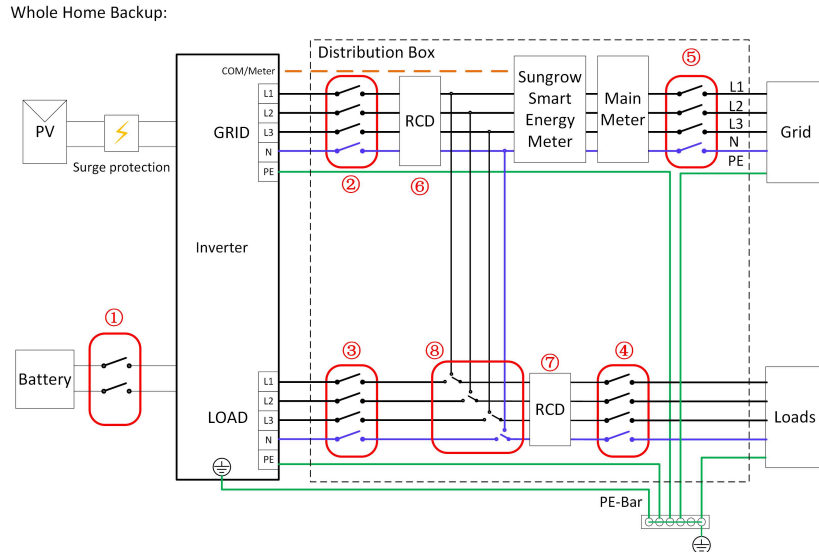 Whole Home Backup:
Distribution Box
⑤
COM/Meter
Sungrow
Smart
Energy
Meter
Main
Meter
L1
L2
L3
N
PE
GRID
L1
L2
L3
N
PE
RCD
Grid
PV
Surge protection
②
⑥
Inverter
①
③
⑧
⑦
④
Battery
LOAD
L1
L2
L3
N
PE
RCD
Loads
PE-Bar